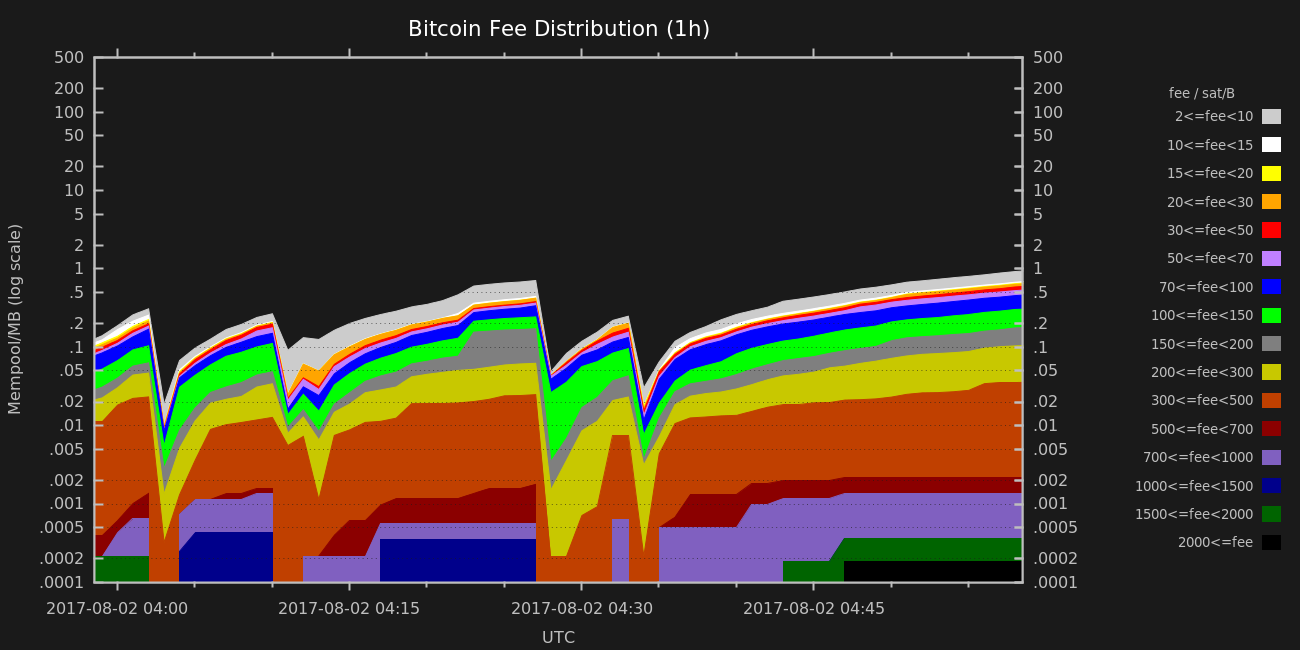 Bitcoin Fee Distribution (1h)
500
200
100
50
20
10
5
2
1
.5
.2
.1
.05
.02
.01
.005
.002
.001
.0005
.0002
.0001
Mempool/MB (log scale)
500
200
100
50
20
10
5
2
1
.5
.2
.1
.05
.02
.01
.005
.002
.001
.0005
.0002
.0001
2017-08-02 04:00 2017-08-02 04:15 2017-08-02 04:30 2017-08-02 04:45
UTC
fee / sat/B
2<=fee<10
10<=fee<15
15<=fee<20
20<=fee<30
30<=fee<50
50<=fee<70
70<=fee<100
100<=fee<150
150<=fee<200
200<=fee<300
300<=fee<500
500<=fee<700
700<=fee<1000
1000<=fee<1500
1500<=fee<2000
2000<=fee